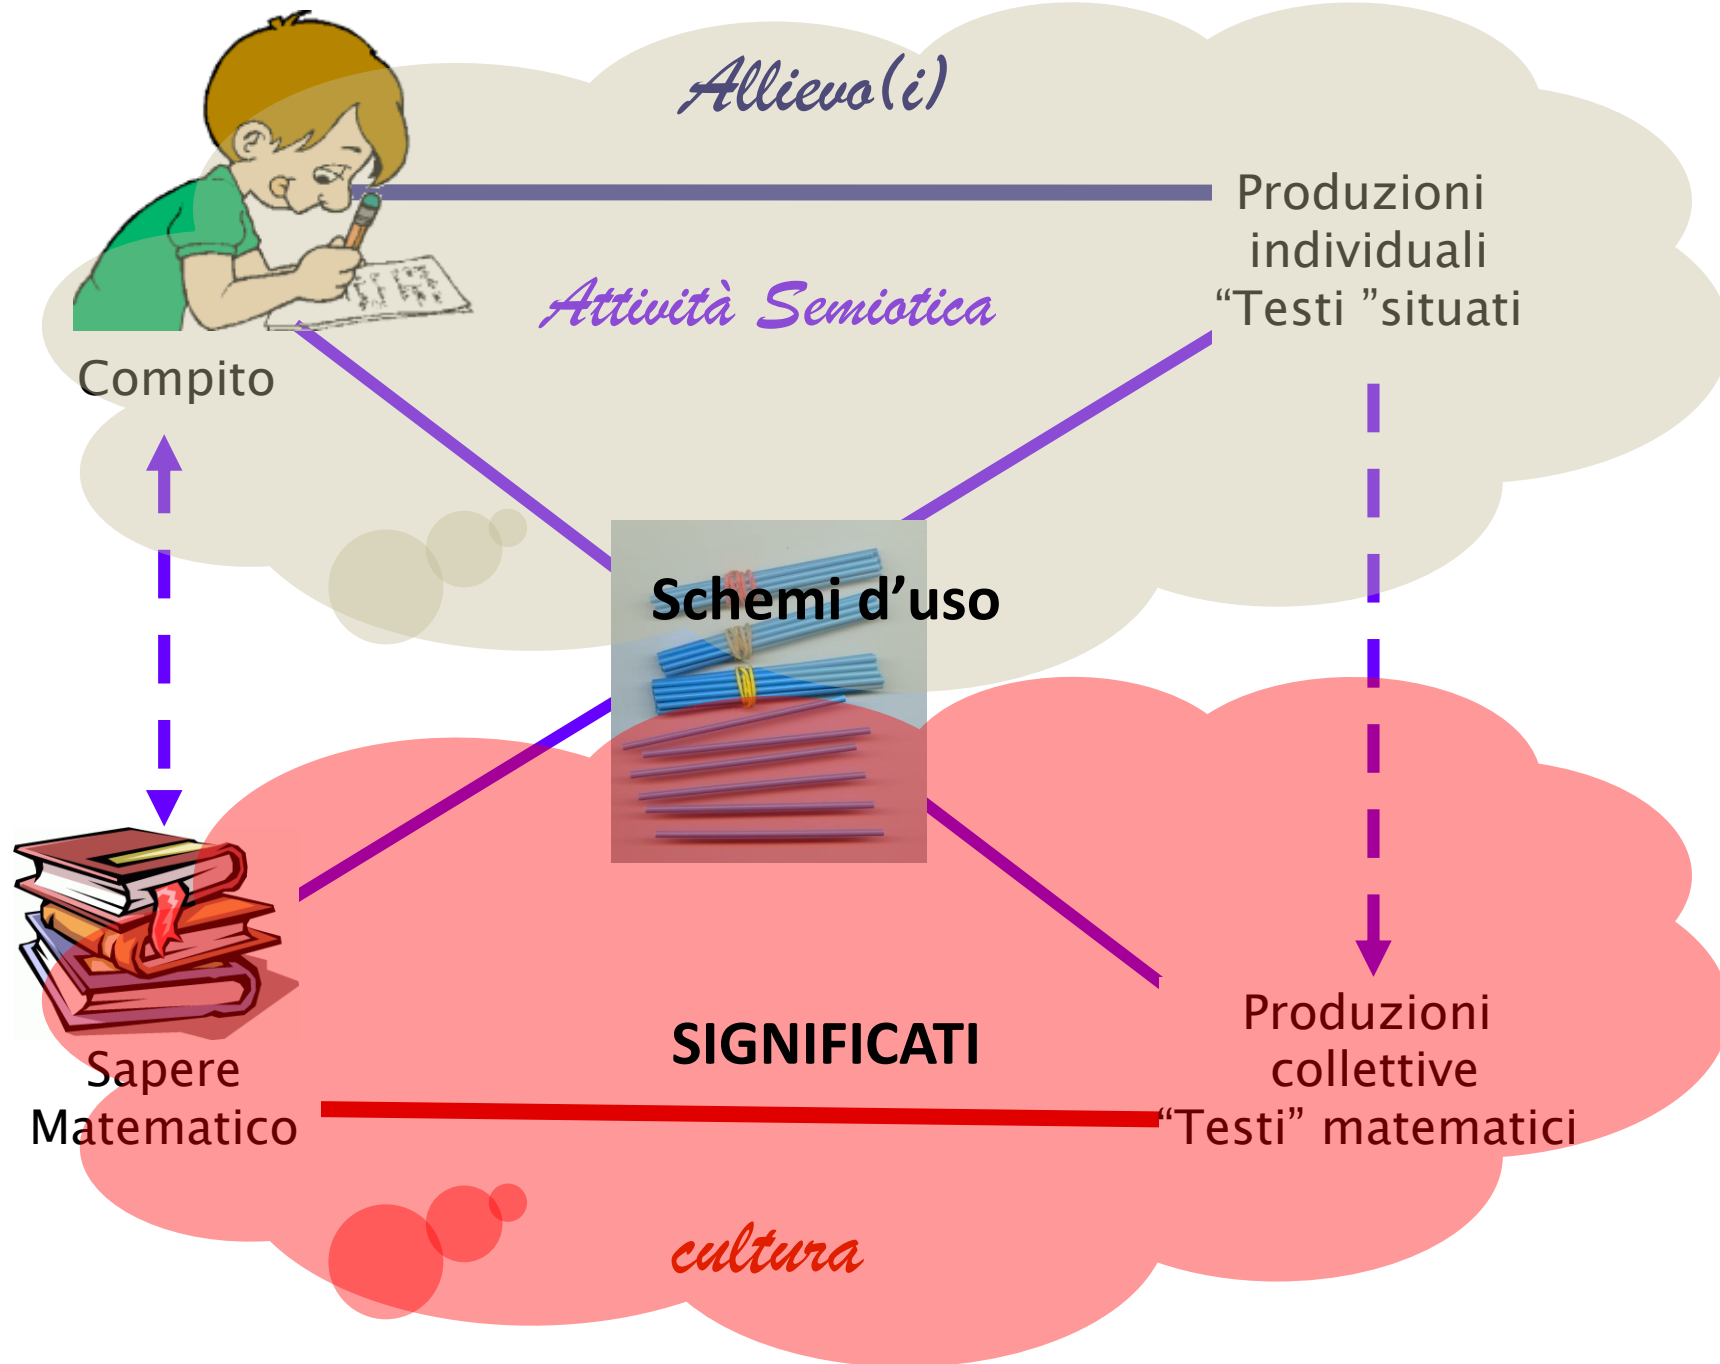 Allievo(i)
Produzioni
individuali
“Testi ”situati
Attività Semiotica
Compito
Schemi d’uso
SIGNIFICATI
Sapere
Matematico
Produzioni
collettive
“Testi” matematici
cultura